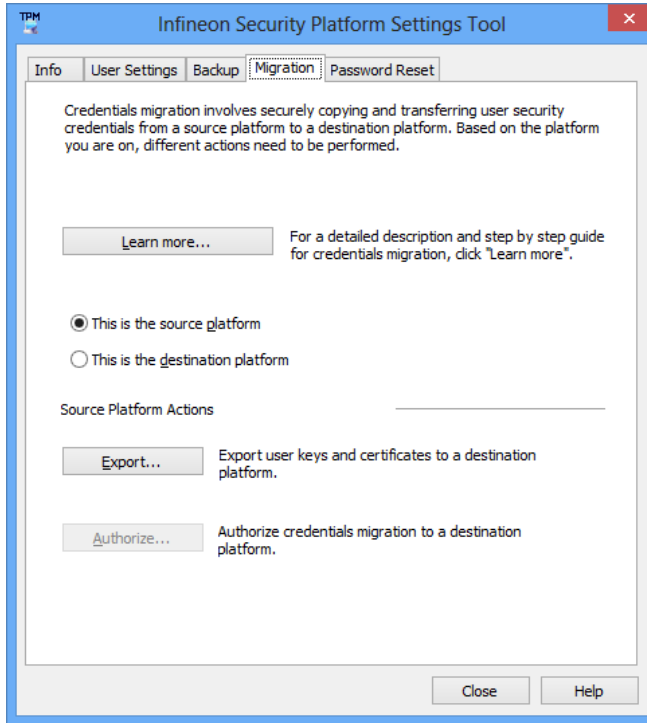 TPM
Infineon Security Platform Settings Tool
Info User Settings Backup Migration Password Reset
Credentials migration involves securely copying and transferring user security
credentials from a source platform to a destination platform. Based on the platform
you are on, different actions need to be performed.
Learn more...
For a detailed description and step by step guide
for credentials migration, click "Learn more".
This is the source platform
This is the destination platform
Source Platform Actions
Export...
Export user keys and certificates to a destination
platform.
Authorize...
Authorize credentials migration to a destination
platform.
Close Help